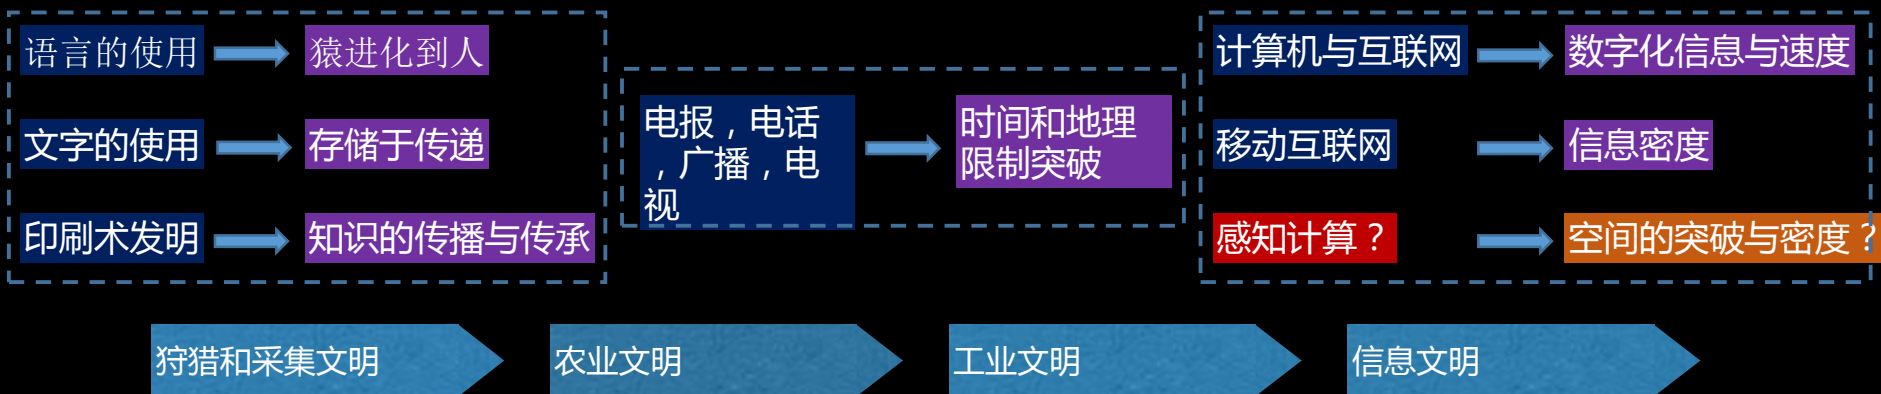 语言的使用
猿进化到人
文字的使用
存储于传递
印刷术发明
知识的传播与传承
电报，电话
，广播，电
视
时间和地理
限制突破
计算机与互联网
数字化信息与速度
移动互联网
信息密度
感知计算？
空间的突破与密度？
狩猎和采集文明
农业文明
工业文明
信息文明